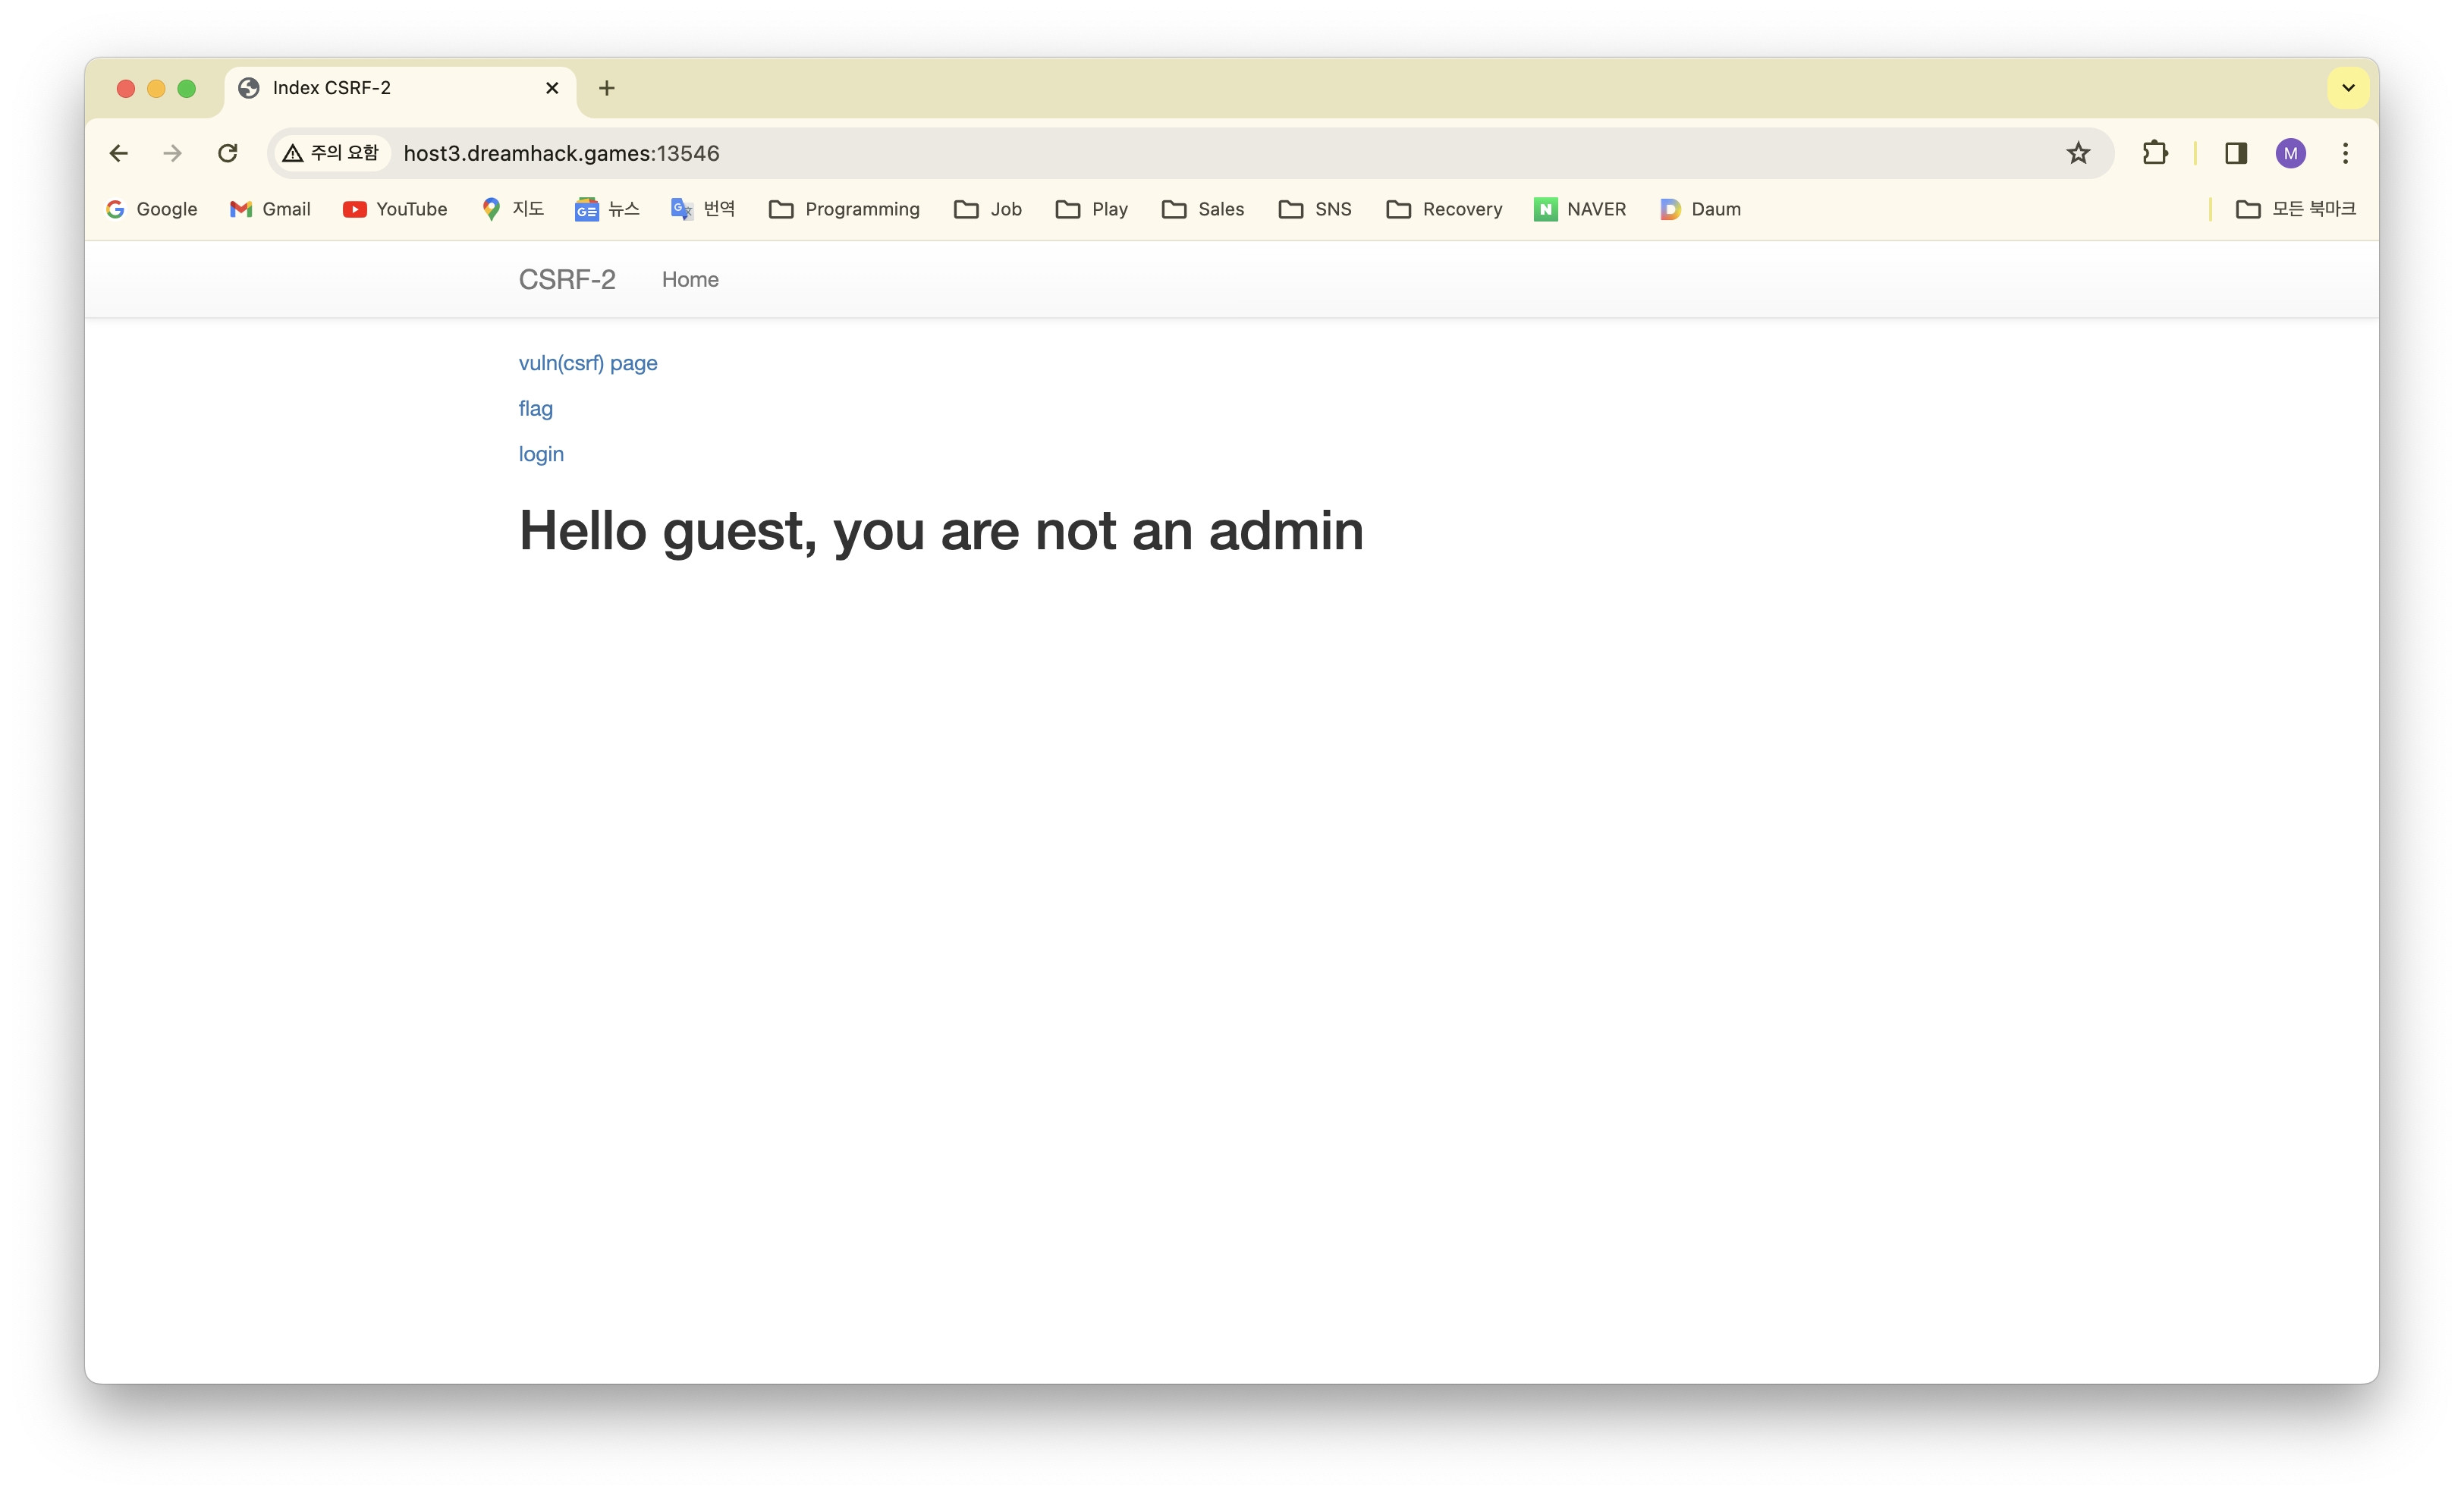 Index CSRF-2
주의 요함 host3.dreamhack.games:13546 M
Google Gmail YouTube 지도 뉴스 번역 Programming Job Play Sales SNS Recovery NAVER Daum 모든 북마크
CSRF-2 Home
vuln(csrf) page
flag
login
Hello guest, you are not an admin